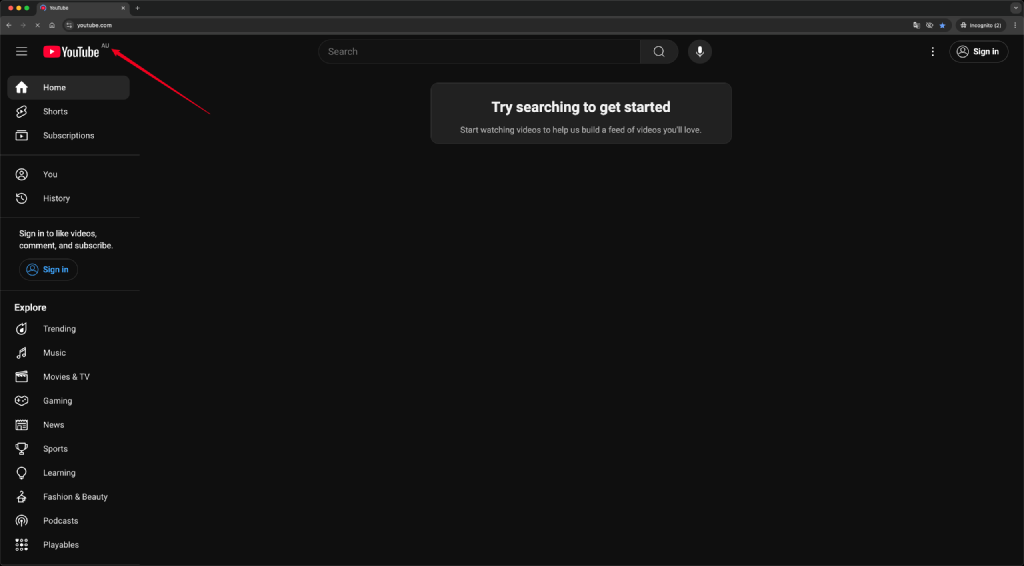 YouTube
youtube.com
Incognito (2)
YouTube AU
Search
Sign in
Home
Shorts
Subscriptions
You
History
Sign in to like videos,
comment, and subscribe.
Sign in
Explore
Trending
Music
Movies & TV
Gaming
News
Sports
Learning
Fashion & Beauty
Podcasts
Playables
Try searching to get started
Start watching videos to help us build a feed of videos you'll love.